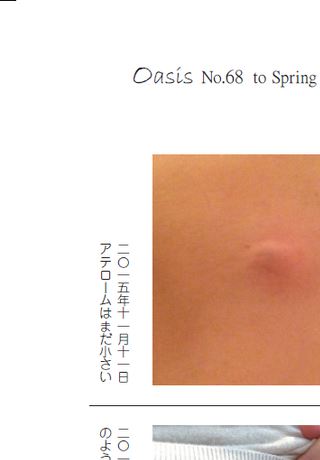 Oasis No.68 to Spring
二〇一五年十一月十一日
アテロームはまだ小さい
二〇一
のよう